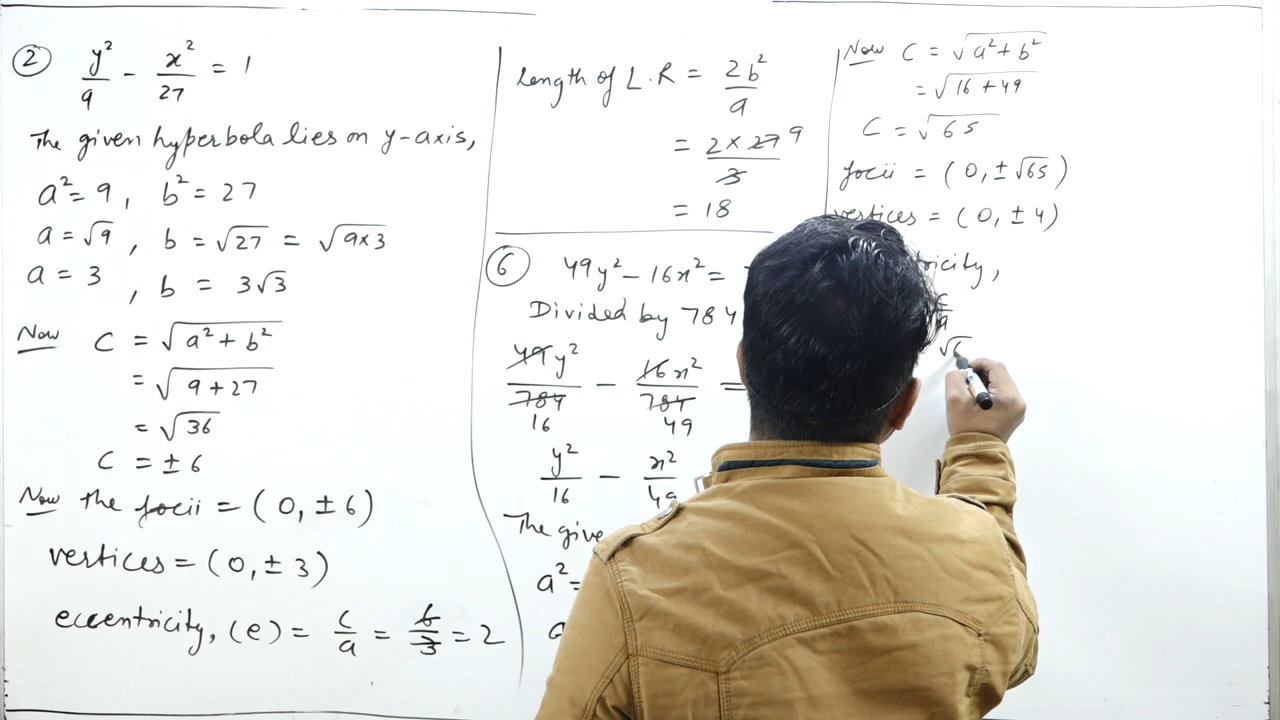 ② y²/9 - x²/27 = 1
The given hyperbola lies on y-axis,
a² = 9, b² = 27
a = √9, b = √27 = √9×3
a = 3, b = 3√3
Now C = √a² + b²
= √9 + 27
= √36
C = ± 6
Now the focii = (0, ± 6)
vertices = (0, ± 3)
eccentricity, (e) = c/a = 6/3 = 2
Length of L.R = 2b²/a
= 2 × 27 9/3
= 18
⑥ 49y² - 16x² =
Divided by 784
49y²/784 16 - 16x²/784 49 =
y²/16 - x²/49
The give
a² =
Now C = √a² + b²
= √16 + 49
C = √65
focii = (0, ± √65)
vertices = (0, ± 4)
c/a
√6